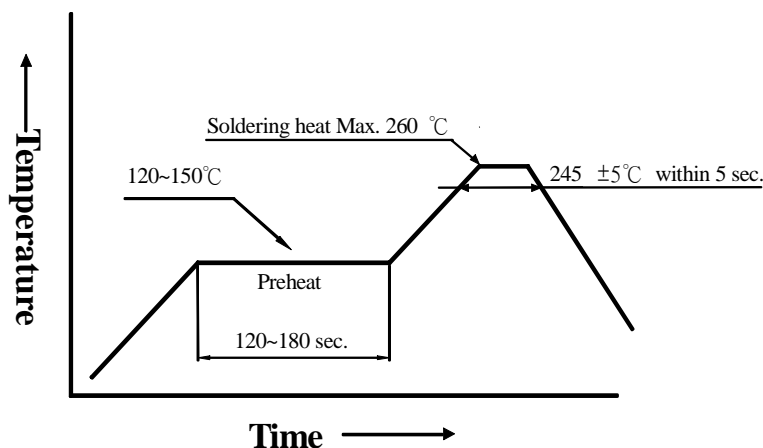 Soldering heat Max. 260 ℃
120~150℃
245 ±5℃ within 5 sec.
Preheat
120~180 sec.
Temperature
Time